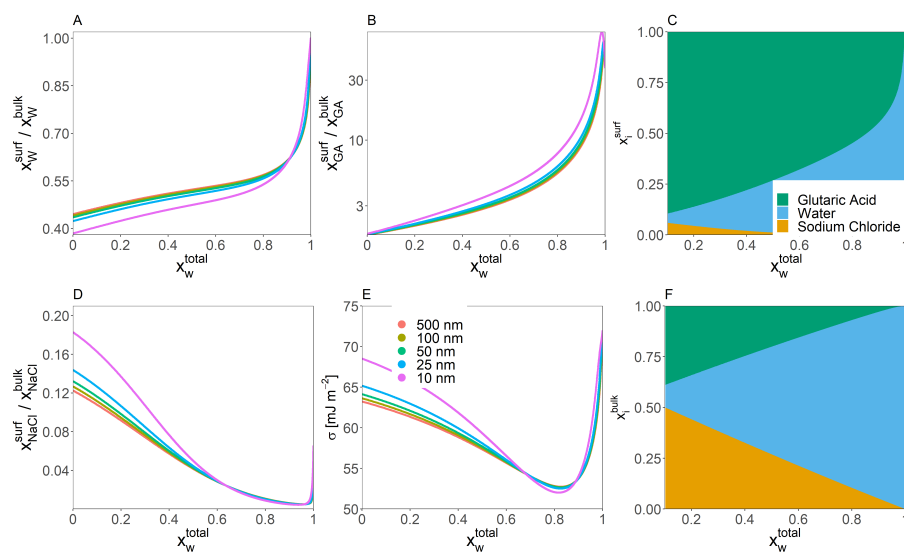 A
x_W^surf / x_W^bulk
1.00
0.85
0.70
0.55
0.40
0 0.2 0.4 0.6 0.8 1
x_w^total
B
x_GA^surf / x_GA^bulk
30
10
3
0 0.2 0.4 0.6 0.8 1
x_w^total
C
x_i^surf
1.00
0.75
0.50
0.25
0.00
Glutaric Acid
Water
Sodium Chloride
0.2 0.4 0.6 0.8 1
x_w^total
D
x_NaCl^surf / x_NaCl^bulk
0.20
0.16
0.12
0.08
0.04
0 0.2 0.4 0.6 0.8 1
x_w^total
E
σ [mJ m⁻²]
75
70
65
60
55
50
500 nm
100 nm
50 nm
25 nm
10 nm
0 0.2 0.4 0.6 0.8 1
x_w^total
F
x_i^bulk
1.00
0.75
0.50
0.25
0.00
0.2 0.4 0.6 0.8 1
x_w^total